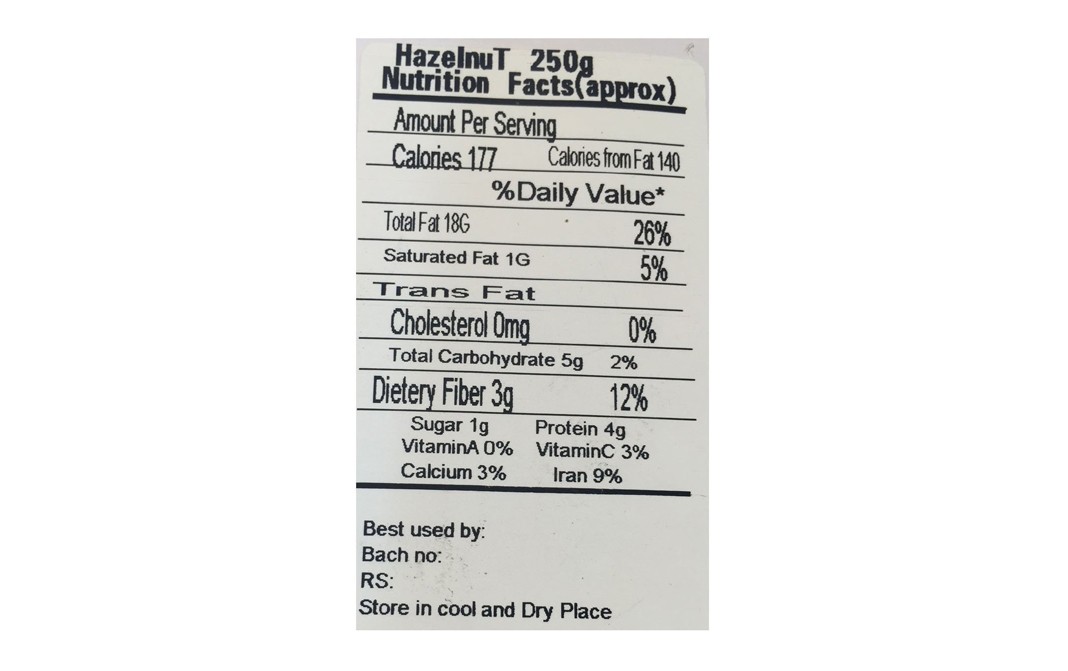 HazelnuT 250g
Nutrition Facts(approx)
Amount Per Serving
Calories 177 Calories from Fat 140
%Daily Value*
Total Fat 18G 26%
Saturated Fat 1G 5%
Trans Fat
Cholesterol 0mg 0%
Total Carbohydrate 5g 2%
Dietery Fiber 3g 12%
Sugar 1g Protein 4g
VitaminA 0% VitaminC 3%
Calcium 3% Iran 9%
Best used by:
Bach no:
RS:
Store in cool and Dry Place